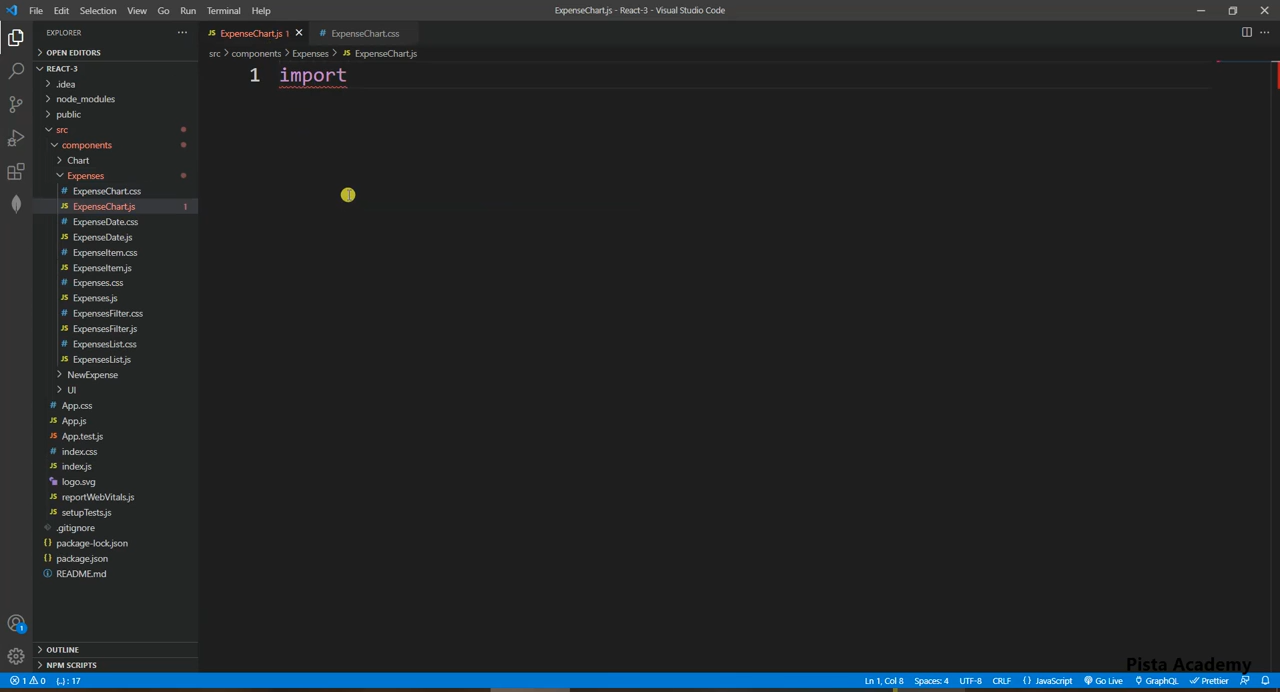 File Edit Selection View Go Run Terminal Help
ExpenseChart.js - React-3 - Visual Studio Code
EXPLORER
OPEN EDITORS
REACT-3
.idea
node_modules
public
src
components
Chart
Expenses
ExpenseChart.css
ExpenseChart.js 1
ExpenseDate.css
ExpenseDate.js
ExpenseItem.css
ExpenseItem.js
Expenses.css
Expenses.js
ExpensesFilter.css
ExpensesFilter.js
ExpensesList.css
ExpensesList.js
NewExpense
UI
App.css
App.js
App.test.js
index.css
index.js
logo.svg
reportWebVitals.js
setupTests.js
.gitignore
package-lock.json
package.json
README.md
OUTLINE
NPM SCRIPTS
ExpenseChart.js 1
ExpenseChart.css
src > components > Expenses > ExpenseChart.js
1 import
Pista Academy
1 0 {..} : 17
Ln 1, Col 8 Spaces: 4 UTF-8 CRLF {} JavaScript Go Live GraphQL Prettier